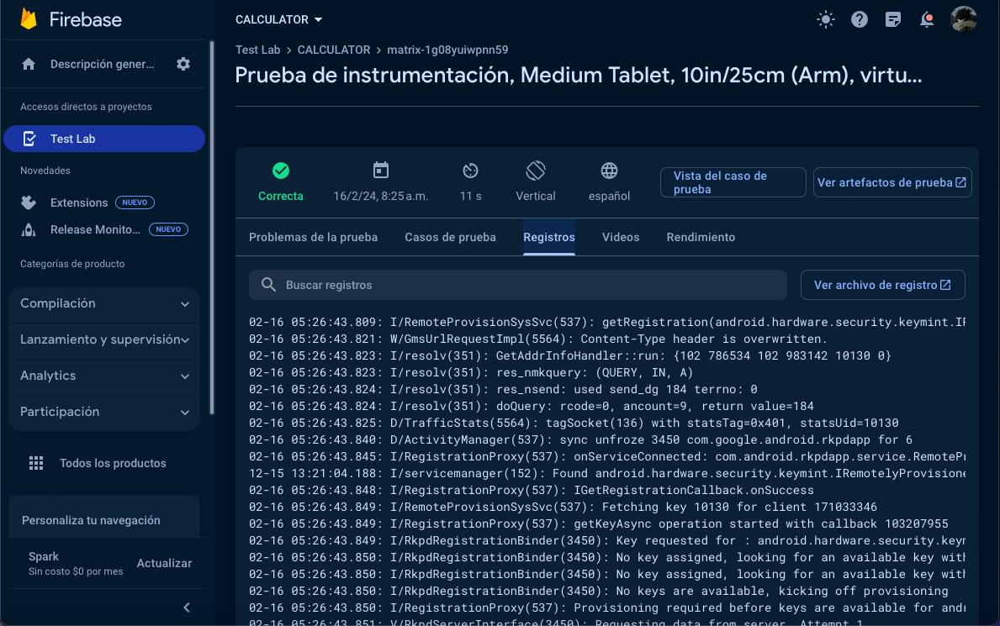 Firebase
CALCULATOR
Descripción gener...
Accesos directos a proyectos
Test Lab
Novedades
Extensions NUEVO
Release Monito... NUEVO
Categorías de producto
Compilación
Lanzamiento y supervisión
Analytics
Participación
Todos los productos
Personaliza tu navegación
Spark
Sin costo $0 por mes
Actualizar
Test Lab > CALCULATOR > matrix-1g08yuiwpnn59
Prueba de instrumentación, Medium Tablet, 10in/25cm (Arm), virtu...
Correcta
16/2/24, 8:25 a.m.
11 s
Vertical
español
Vista del caso de
prueba
Ver artefactos de prueba
Problemas de la prueba Casos de prueba Registros Videos Rendimiento
Buscar registros
Ver archivo de registro
02-16 05:26:43.809: I/RemoteProvisionSysSvc(537): getRegistration(android.hardware.security.keymint.IR
02-16 05:26:43.821: W/GmsUrlRequestImpl(5564): Content-Type header is overwritten.
02-16 05:26:43.823: I/resolv(351): GetAddrInfoHandler::run: {102 786534 102 983142 10130 0}
02-16 05:26:43.823: I/resolv(351): res_nmkquery: (QUERY, IN, A)
02-16 05:26:43.824: I/resolv(351): res_nsend: used send_dg 184 terrno: 0
02-16 05:26:43.824: I/resolv(351): doQuery: rcode=0, ancount=9, return value=184
02-16 05:26:43.825: D/TrafficStats(5564): tagSocket(136) with statsTag=0x401, statsUid=10130
02-16 05:26:43.840: D/ActivityManager(537): sync unfroze 3450 com.google.android.rkpdapp for 6
02-16 05:26:43.845: I/RegistrationProxy(537): onServiceConnected: com.android.rkpdapp.service.RemotePr
12-15 13:21:04.188: I/servicemanager(152): Found android.hardware.security.keymint.IRemotelyProvisione
02-16 05:26:43.848: I/RegistrationProxy(537): IGetRegistrationCallback.onSuccess
02-16 05:26:43.849: I/RemoteProvisionSysSvc(537): Fetching key 10130 for client 171033346
02-16 05:26:43.849: I/RegistrationProxy(537): getKeyAsync operation started with callback 103207955
02-16 05:26:43.849: I/RkpdRegistrationBinder(3450): Key requested for : android.hardware.security.keym
02-16 05:26:43.850: I/RkpdRegistrationBinder(3450): No key assigned, looking for an available key with
02-16 05:26:43.850: I/RkpdRegistrationBinder(3450): No key assigned, looking for an available key with
02-16 05:26:43.850: I/RkpdRegistrationBinder(3450): No keys are available, kicking off provisioning
02-16 05:26:43.850: I/RegistrationProxy(537): Provisioning required before keys are available for andr
02-16 05:26:43.851: V/RkpdServerInterface(3450): Requesting data from server. Attempt 1